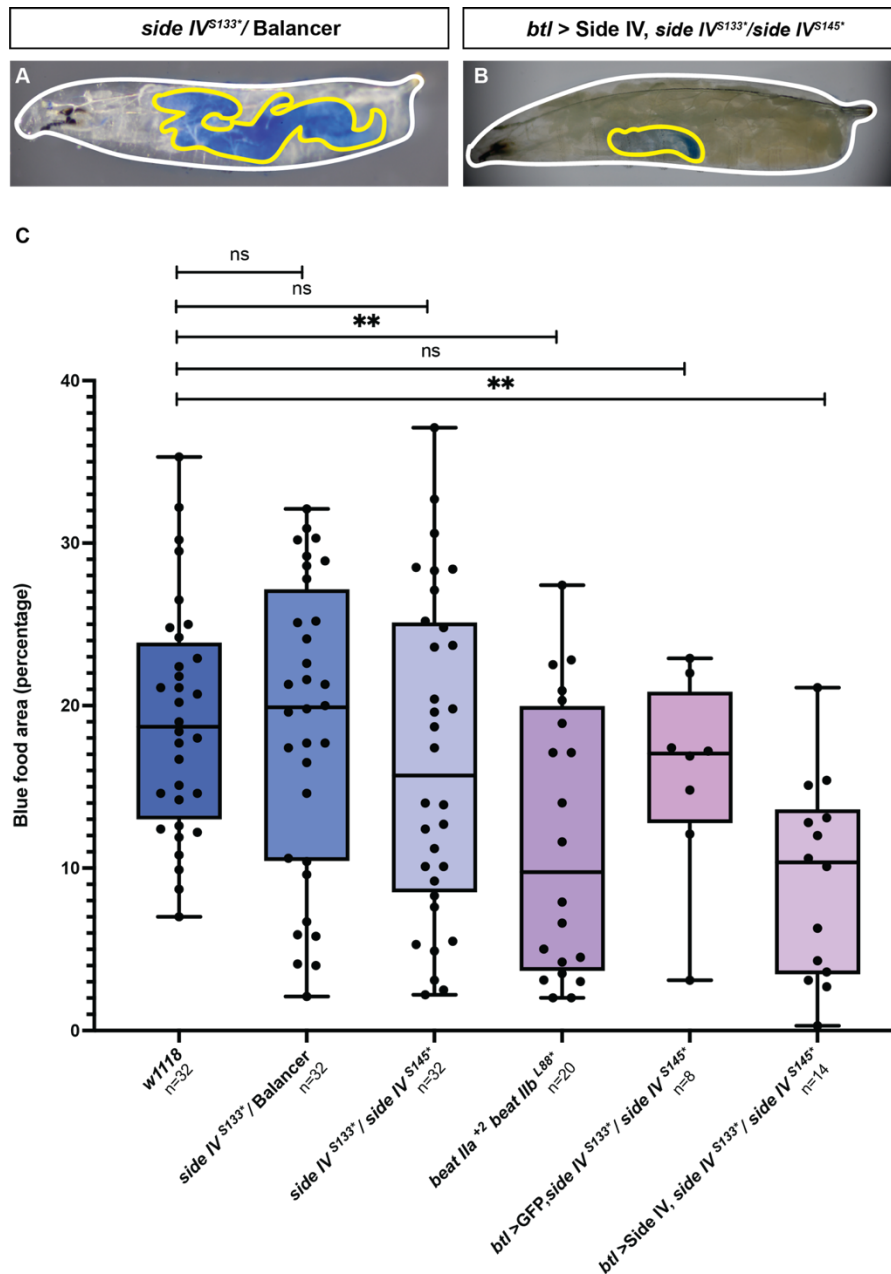 side IV^S133*/ Balancer
btl > Side IV, side IV^S133*/side IV^S145*
A
B
C
ns
ns
**
ns
**
40
30
20
10
0
Blue food area (percentage)
w1118
n=32
side IV ^S133* / Balancer
n=32
side IV ^S133* / side IV ^S145*
n=32
beat IIa ^+2 beat IIb ^L88*
n=20
btl >GFP,side IV ^S133* / side IV ^S145*
n=8
btl >Side IV, side IV ^S133* / side IV ^S145*
n=14